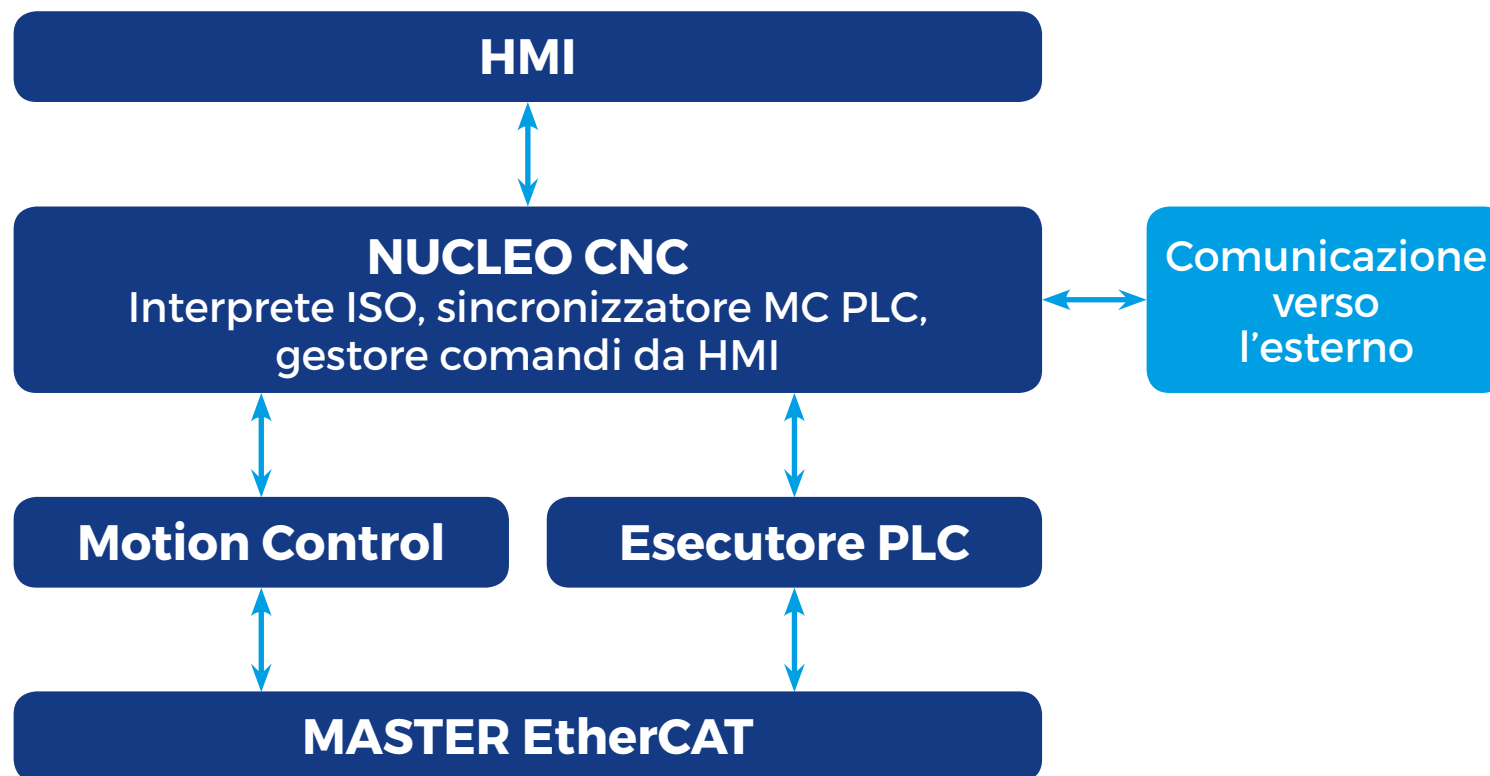 HMI
NUCLEO CNC
Interprete ISO, sincronizzatore MC PLC,
gestore comandi da HMI
Comunicazione
verso
l’esterno
Motion Control
Esecutore PLC
MASTER EtherCAT